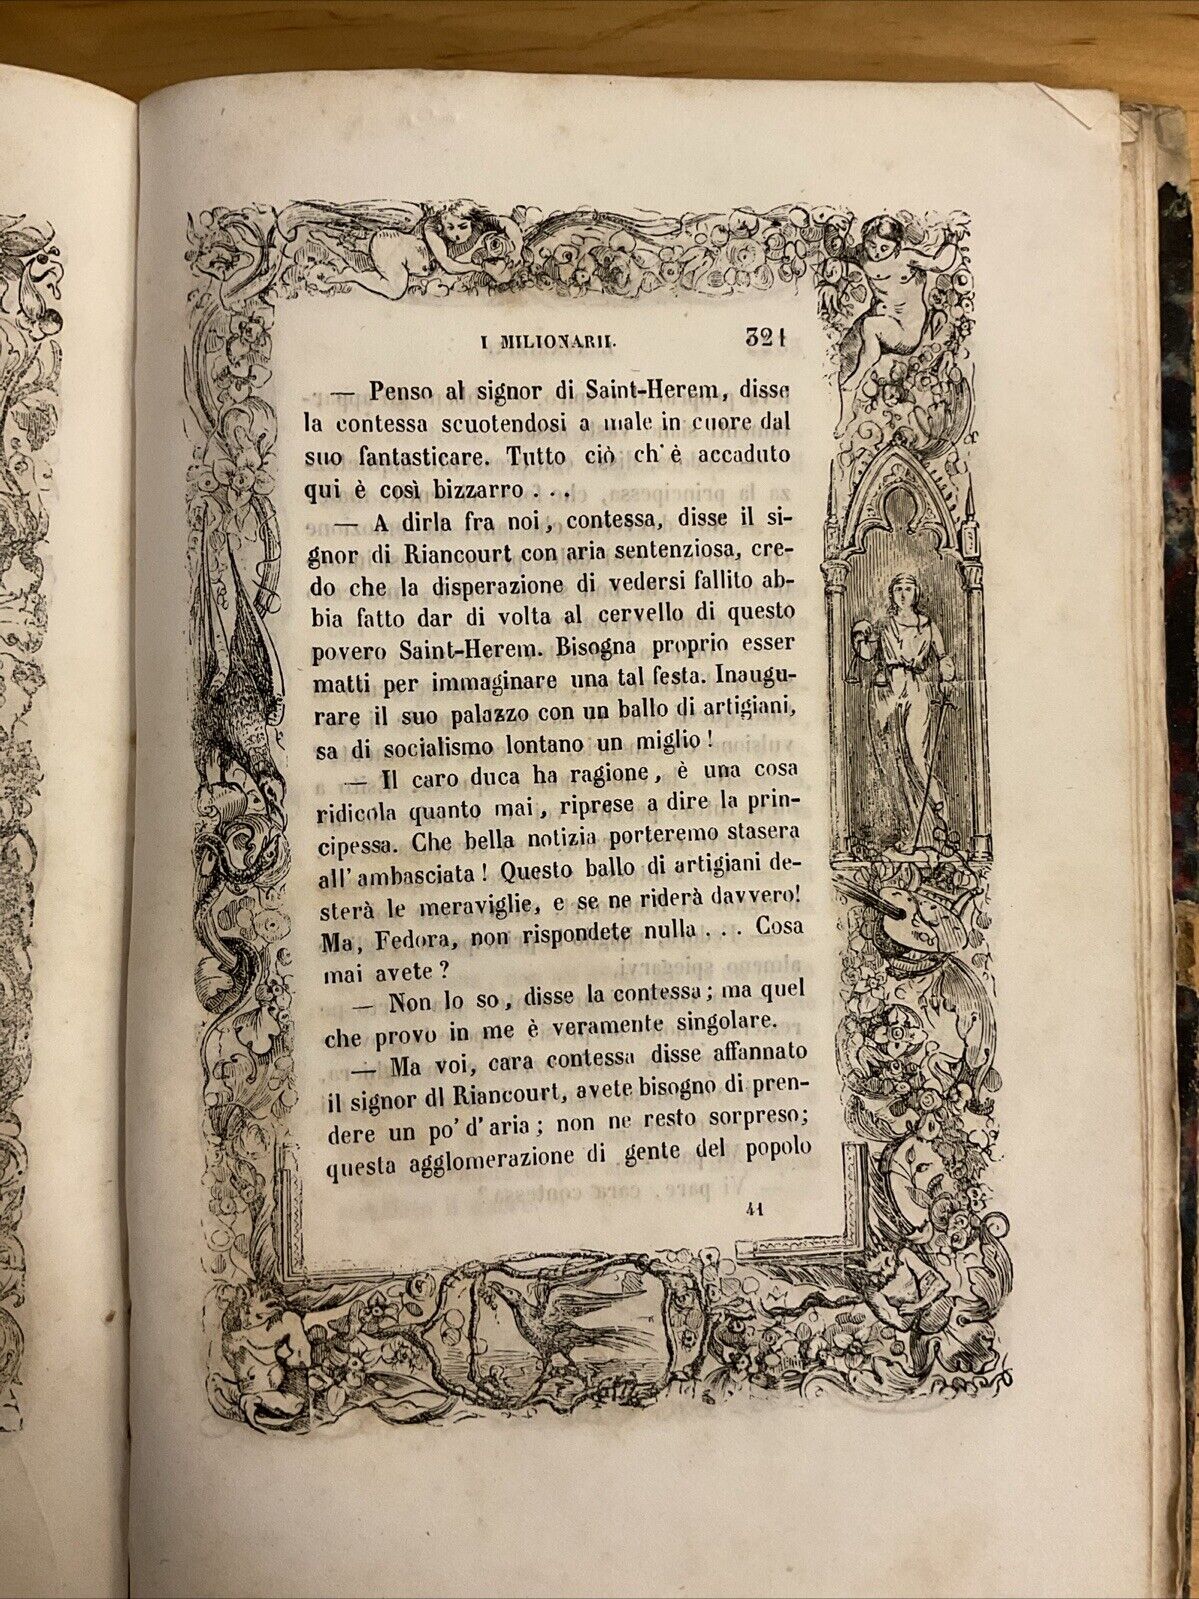 I MILIONARII. 321
— Penso al signor di Saint-Herem, disse
la contessa scuotendosi a male in cuore dal
suo fantasticare. Tutto ciò ch' è accaduto
qui è così bizzarro . . .
— A dirla fra noi, contessa, disse il si-
gnor di Riancourt con aria sentenziosa, cre-
do che la disperazione di vedersi fallito ab-
bia fatto dar di volta al cervello di questo
povero Saint-Herem. Bisogna proprio esser
matti per immaginare una tal festa. Inaugu-
rare il suo palazzo con un ballo di artigiani,
sa di socialismo lontano un miglio!
— Il caro duca ha ragione, è una cosa
ridicola quanto mai, riprese a dire la prin-
cipessa. Che bella notizia porteremo stasera
all' ambasciata! Questo ballo di artigiani de-
sterà le meraviglie, e se ne riderà davvero!
Ma, Fedora, non rispondete nulla . . . Cosa
mai avete?
— Non lo so, disse la contessa; ma quel
che provo in me è veramente singolare.
— Ma voi, cara contessa disse affannato
il signor dI Riancourt, avete bisogno di pren-
dere un po' d' aria; non ne resto sorpreso;
questa agglomerazione di gente del popolo
41